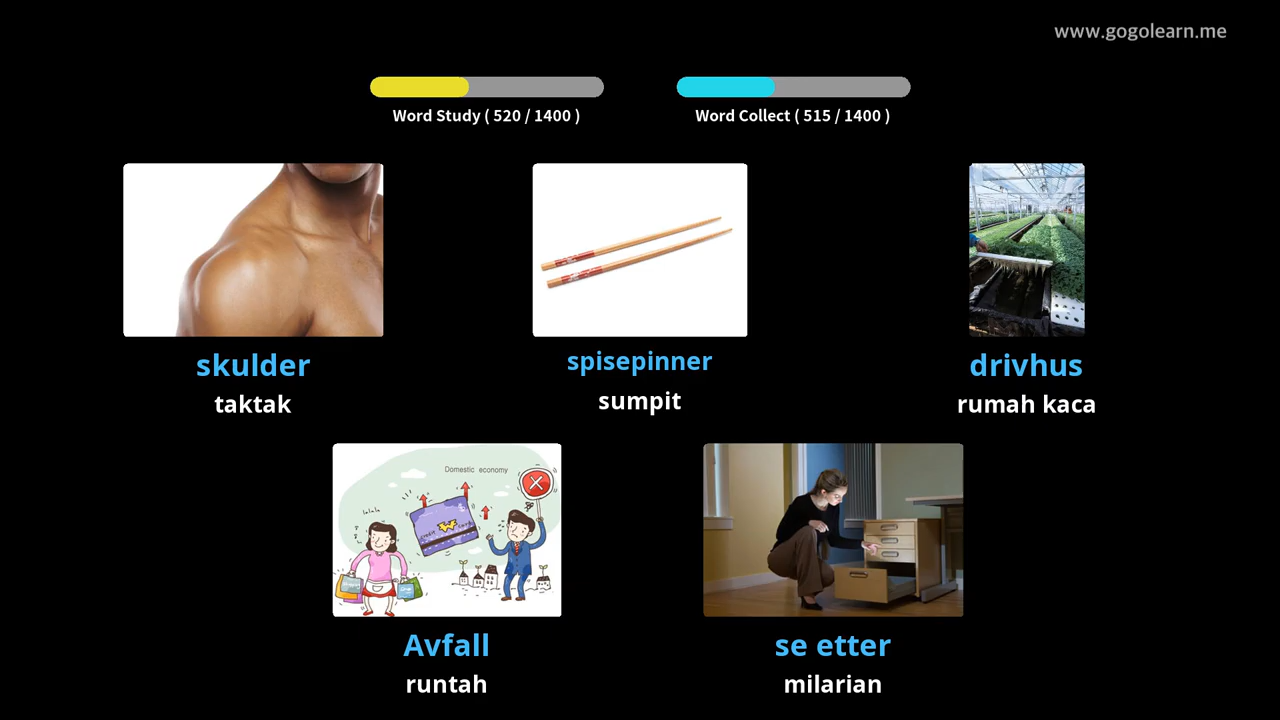 www.gogolearn.me
Word Study ( 520 / 1400 )
Word Collect ( 515 / 1400 )
skulder
taktak
spisepinner
sumpit
drivhus
rumah kaca
Domestic economy
lalala
Avfall
runtah
se etter
milarian